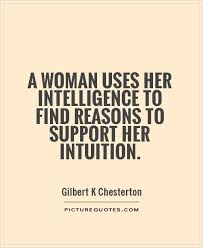 A WOMAN USES HER
INTELLIGENCE TO
FIND REASONS TO
SUPPORT HER
INTUITION.
Gilbert K Chesterton
PICTUREQUOTES.COM